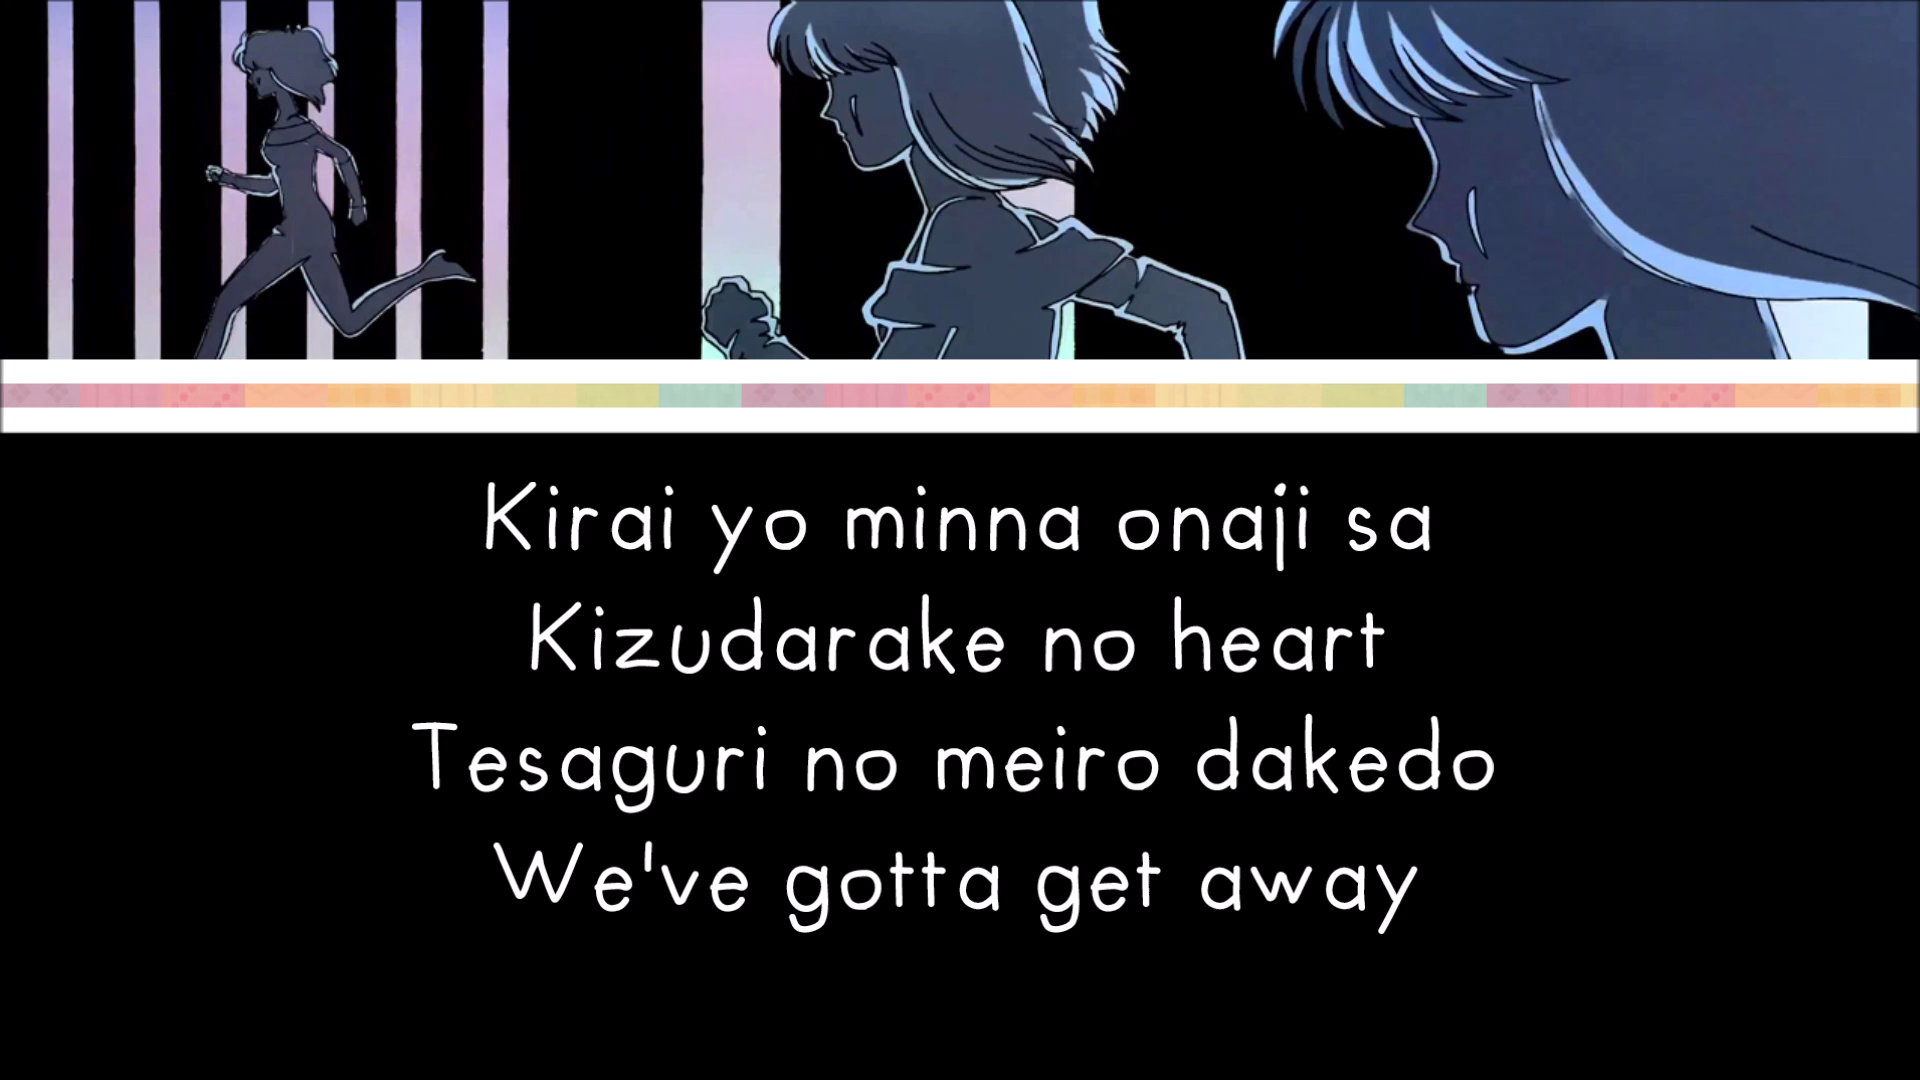 Kirai yo minna onaji sa
Kizudarake no heart
Tesaguri no meiro dakedo
We've gotta get away